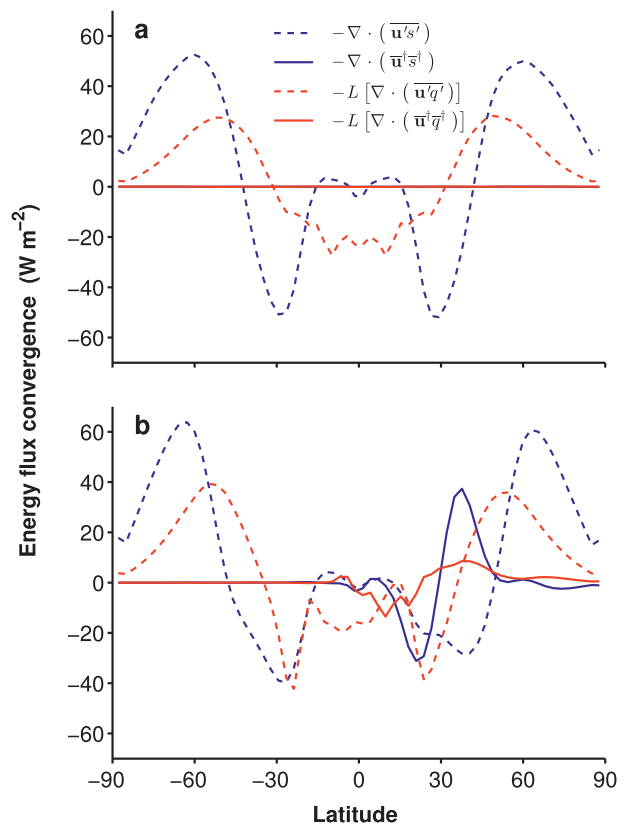 a
−∇ · ( u′s′ )
−∇ · ( u†s† )
−L [∇ · ( u′q′ )]
−L [∇ · ( u†q† )]
60
40
20
0
−20
−40
−60
Energy flux convergence (W m−2)
b
60
40
20
0
−20
−40
−60
−90 −60 −30 0 30 60 90
Latitude